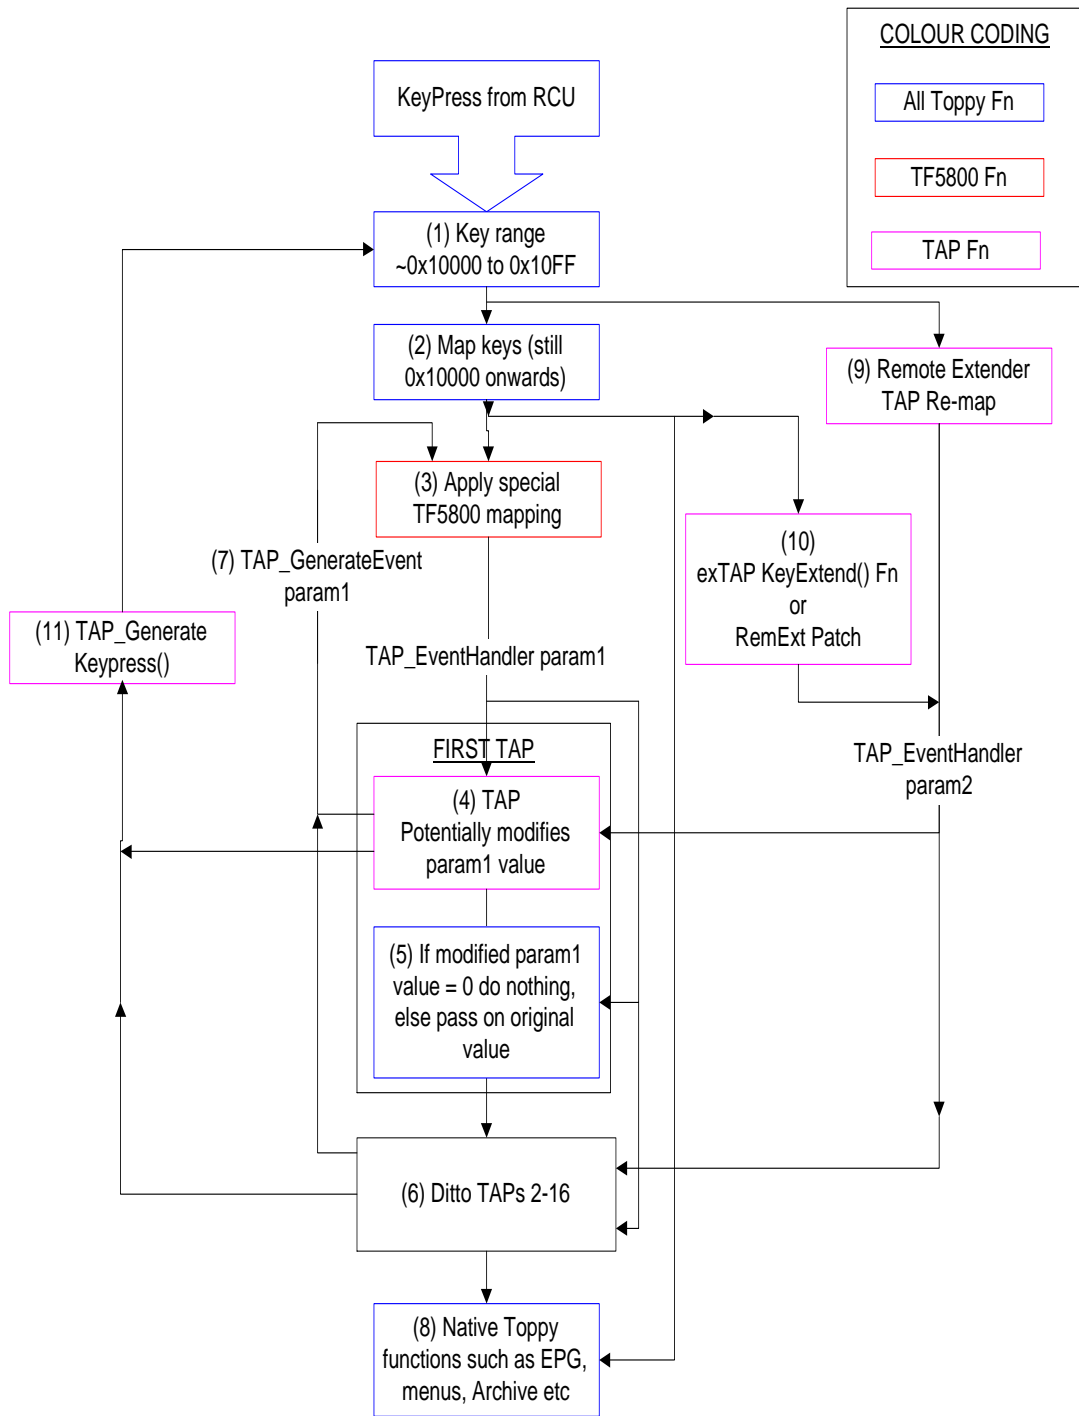 COLOUR CODING
All Toppy Fn
TF5800 Fn
TAP Fn
KeyPress from RCU
(1) Key range
~0x10000 to 0x10FF
(2) Map keys (still
0x10000 onwards)
(9) Remote Extender
TAP Re-map
(3) Apply special
TF5800 mapping
(10)
exTAP KeyExtend() Fn
or
RemExt Patch
(7) TAP_GenerateEvent
param1
(11) TAP_Generate
Keypress()
TAP_EventHandler param1
TAP_EventHandler
param2
FIRST TAP
(4) TAP
Potentially modifies
param1 value
(5) If modified param1
value = 0 do nothing,
else pass on original
value
(6) Ditto TAPs 2-16
(8) Native Toppy
functions such as EPG,
menus, Archive etc